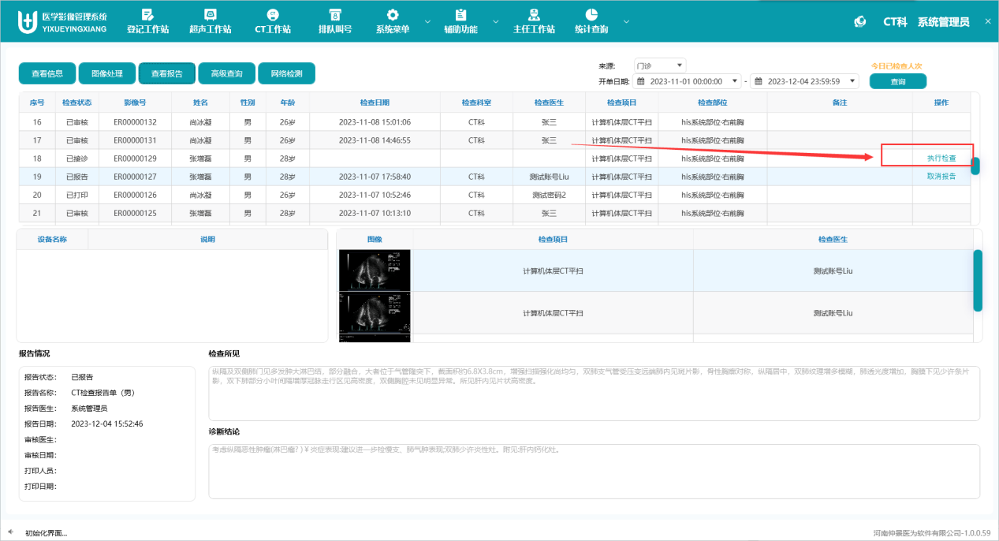 医学影像管理系统
YIXUEYINGXIANG
登记工作站 超声工作站 CT工作站 排队叫号 系统菜单 辅助功能 主任工作站 统计查询
CT科 系统管理员 ×
查看信息 图像处理 查看报告 高级查询 网络检测
来源: 门诊
今日已检查人次
开单日期: 2023-11-01 00:00:00 - 2023-12-04 23:59:59 查询
序号 检查状态 影像号 姓名 性别 年龄 检查日期 检查科室 检查医生 检查项目 检查部位 备注 操作
16 已审核 ER00000132 尚冰凝 男 26岁 2023-11-08 15:01:06 CT科 张三 计算机体层CT平扫 his系统部位·右前胸
17 已审核 ER00000131 尚冰凝 男 26岁 2023-11-08 14:46:55 CT科 张三 计算机体层CT平扫 his系统部位·右前胸
18 已接诊 ER00000129 张增磊 男 28岁 计算机体层CT平扫 his系统部位·右前胸 执行检查
19 已报告 ER00000127 张增磊 男 28岁 2023-11-07 17:58:40 CT科 测试账号Liu 计算机体层CT平扫 his系统部位·右前胸 取消报告
20 已打印 ER00000126 尚冰凝 男 26岁 2023-11-07 10:52:46 CT科 测试密码2 计算机体层CT平扫 his系统部位·右前胸
21 已审核 ER00000125 张增磊 男 28岁 2023-11-07 10:13:10 CT科 张三 计算机体层CT平扫 his系统部位·右前胸
设备名称 说明
图像 检查项目 检查医生
计算机体层CT平扫 测试账号Liu
计算机体层CT平扫 测试账号Liu
报告情况
报告状态: 已报告
报告名称: CT检查报告单（男）
报告医生: 系统管理员
报告日期: 2023-12-04 15:52:46
审核医生:
审核日期:
打印人员:
打印日期:
检查所见
纵隔及双侧肺门见多发肿大淋巴结，部分融合，大者位于气管隆突下，截面积约6.8X3.8cm，增强扫描强化尚均匀，双肺支气管受压变远端肺内见斑片影，骨性胸廓对称，纵隔居中，双肺纹理增多模糊，肺透光度增加，胸膜下见少许条片
影，双下肺部分小叶间隔增厚冠脉走行区见高密度，双侧胸腔未见明显异常。所见肝内见片状高密度。
诊断结论
考虑纵隔恶性肿瘤(淋巴瘤?)¥炎症表现:建议进一步检慢支、肺气肿表现;双肺少许炎性灶。附见:肝内钙化灶。
初始化界面...
河南仲景医为软件有限公司-1.0.0.59